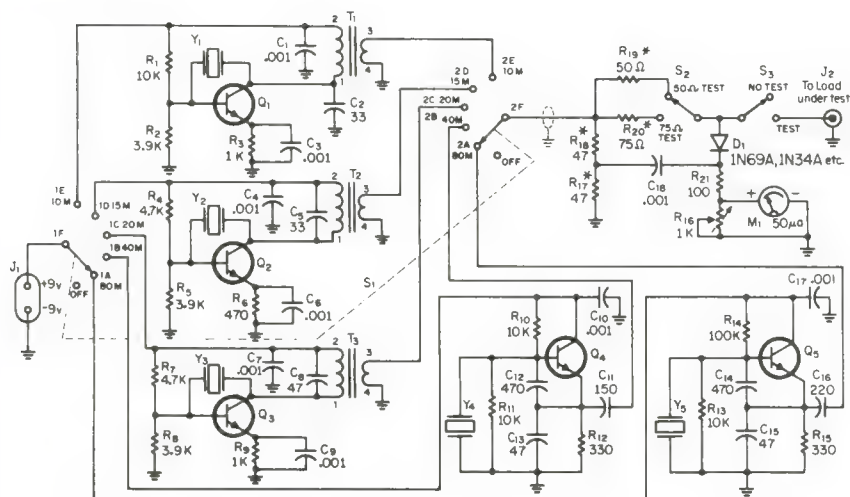 Y1
R1
10K
Q1
R2
3.9K
R3
1K
C3
.001
C1
.001
2
T1
3
1
4
C2
33
2E
10M
2D
15M
2C 20M
2B 40M
2A
80M
2F
OFF
R19*
50Ω
S2
50Ω TEST
S3
NO TEST
J2
To Load
under test
R20*
75Ω
75Ω
TEST
TEST
D1
1N69A, 1N34A etc.
*
R18
47
*
R17
47
C18
.001
R21
100
R16
1K
+
-
M1
50μa
1E
10M
1D 15M
1C 20M
1B 40M
1F
1A
80M
OFF
J1
+9v
-9v
R4
4.7K
Y2
Q2
R5
3.9K
R6
470
C6
.001
C4
.001
C5
33
2
T2
3
1
4
S1
R7
4.7K
Y3
Q3
R8
3.9K
R9
1K
C9
.001
C7
.001
C8
47
2
T3
3
1
4
R10
10K
C10
.001
Q4
C12
470
C11
150
Y4
R11
10K
C13
47
R12
330
C17 .001
R14
100K
Q5
C14
470
C16
220
Y5
R13
10K
C15
47
R15
330